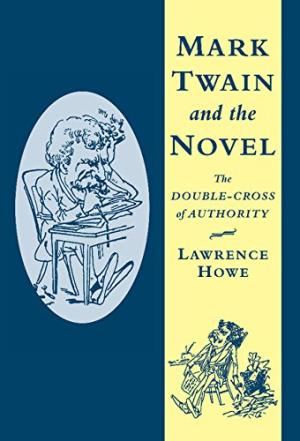 MARK
TWAIN
and the
NOVEL
The
DOUBLE-CROSS
of AUTHORITY
LAWRENCE
HOWE